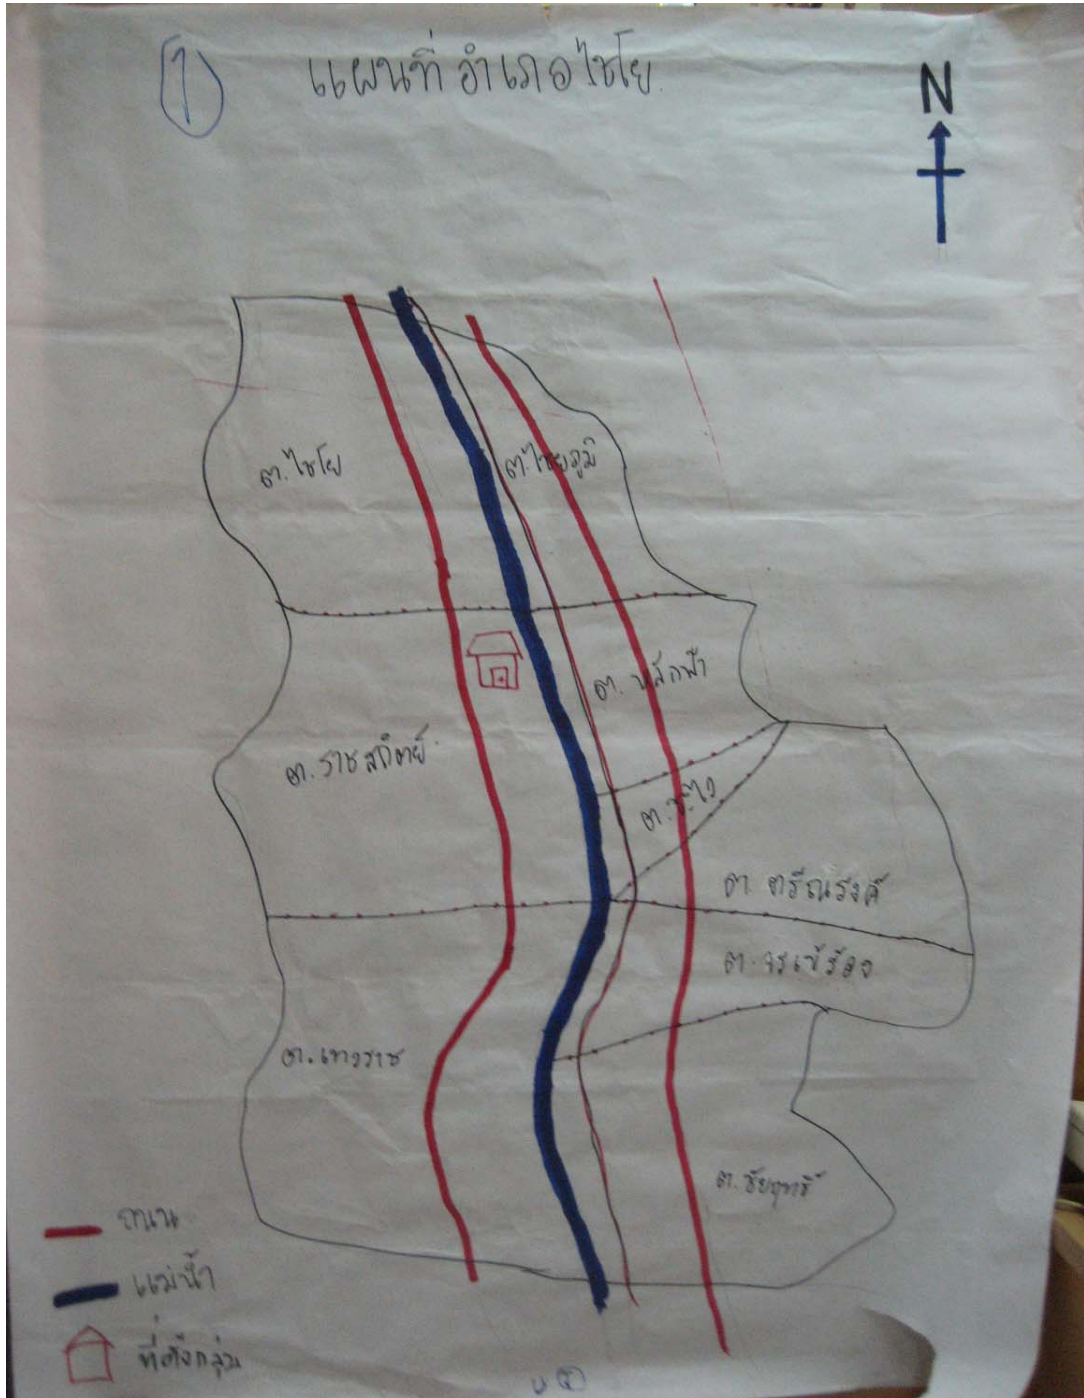 1 แผนที่ อำเภอไชโย
N
ต.ไชโย
ต.ไชยภูมิ
ต. หลักฟ้า
ต. ราชสถิตย์
ต. ชะไว
ต. ตรีณรงค์
ต. จรเข้ร้อง
ต. เทวราช
ต. ชัยฤทธิ์
ถนน
แม่น้ำ
ที่ตั้งกลุ่ม